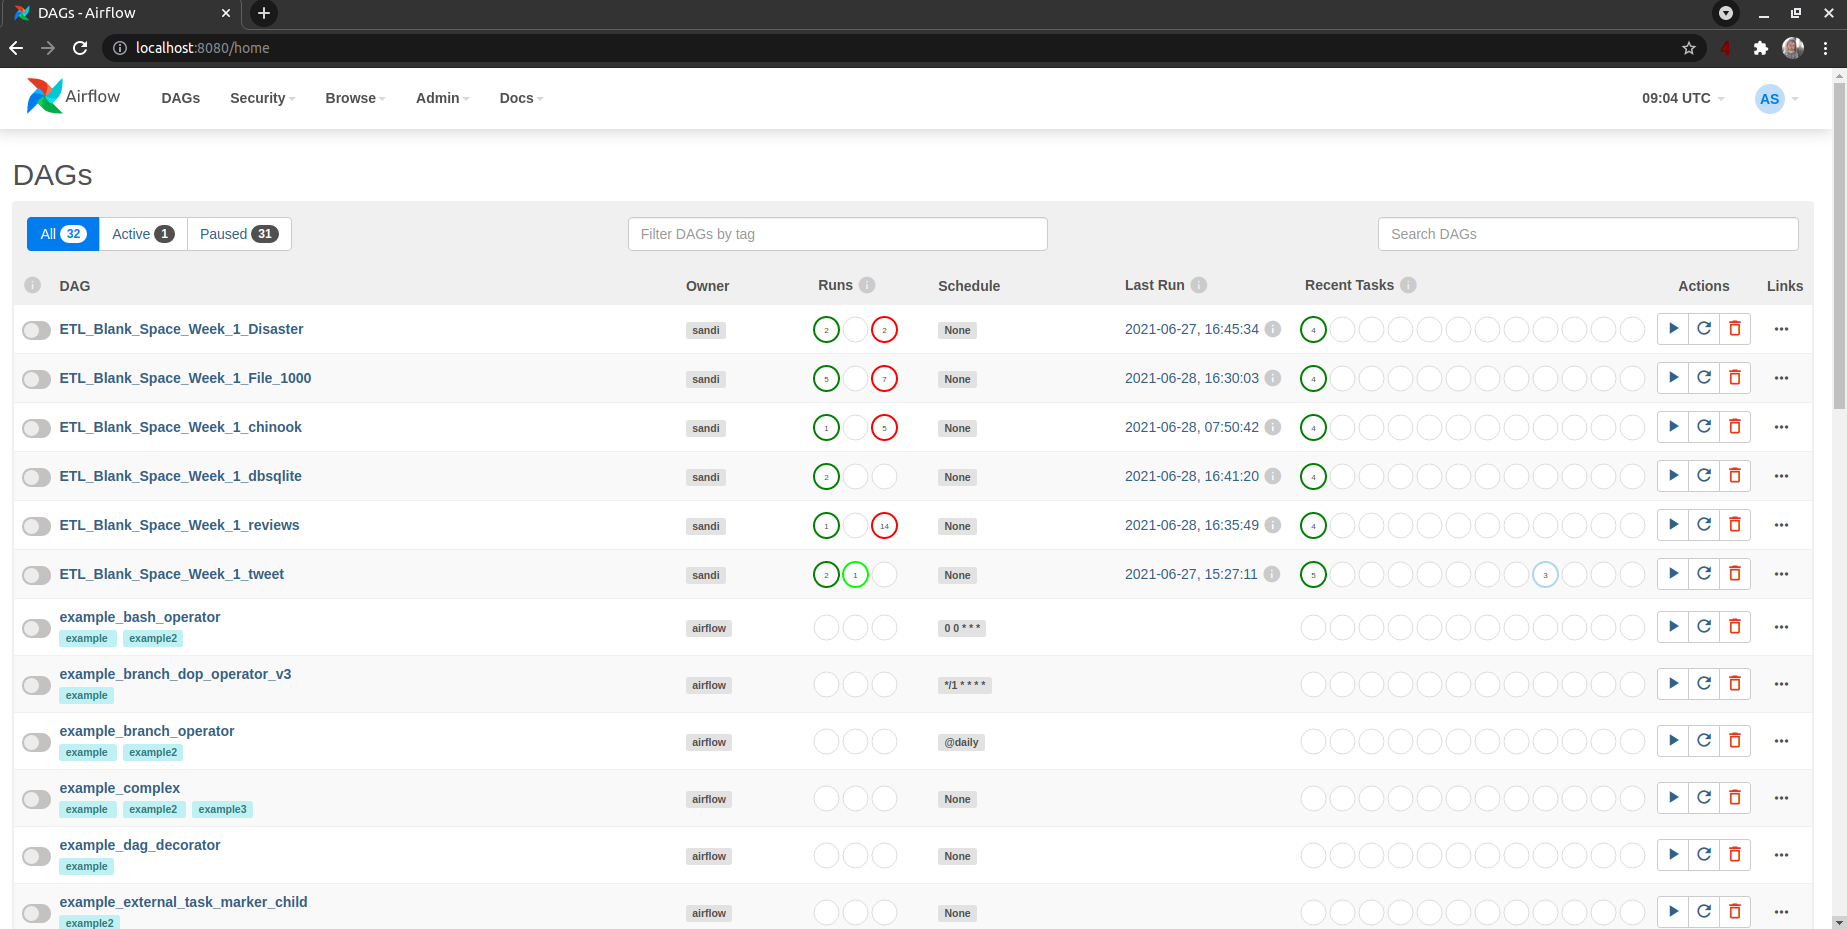 DAGs - Airflow
localhost:8080/home
4
Airflow DAGs Security Browse Admin Docs 09:04 UTC AS
DAGs
All 32 Active 1 Paused 31 Filter DAGs by tag Search DAGs
i DAG Owner Runs i Schedule Last Run i Recent Tasks i Actions Links
ETL_Blank_Space_Week_1_Disaster sandi 2 2 None 2021-06-27, 16:45:34 i 4
ETL_Blank_Space_Week_1_File_1000 sandi 5 7 None 2021-06-28, 16:30:03 i 4
ETL_Blank_Space_Week_1_chinook sandi 1 5 None 2021-06-28, 07:50:42 i 4
ETL_Blank_Space_Week_1_dbsqlite sandi 2 None 2021-06-28, 16:41:20 i 4
ETL_Blank_Space_Week_1_reviews sandi 1 14 None 2021-06-28, 16:35:49 i 4
ETL_Blank_Space_Week_1_tweet sandi 2 1 None 2021-06-27, 15:27:11 i 5 3
example_bash_operator airflow 0 0 * * *
example example2
example_branch_dop_operator_v3 airflow */1 * * * *
example
example_branch_operator airflow @daily
example example2
example_complex airflow None
example example2 example3
example_dag_decorator airflow None
example
example_external_task_marker_child airflow None
example2